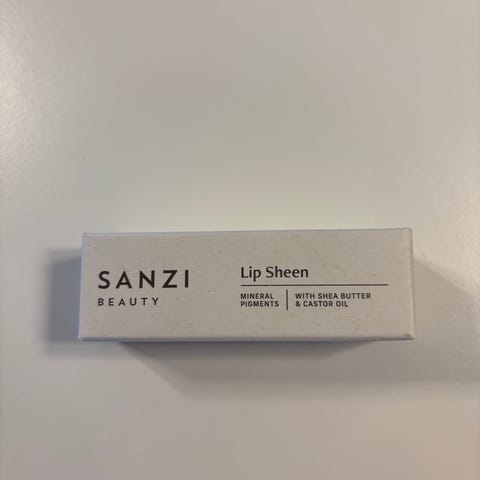 SANZI
BEAUTY
Lip Sheen
MINERAL
PIGMENTS
WITH SHEA BUTTER
& CASTOR OIL